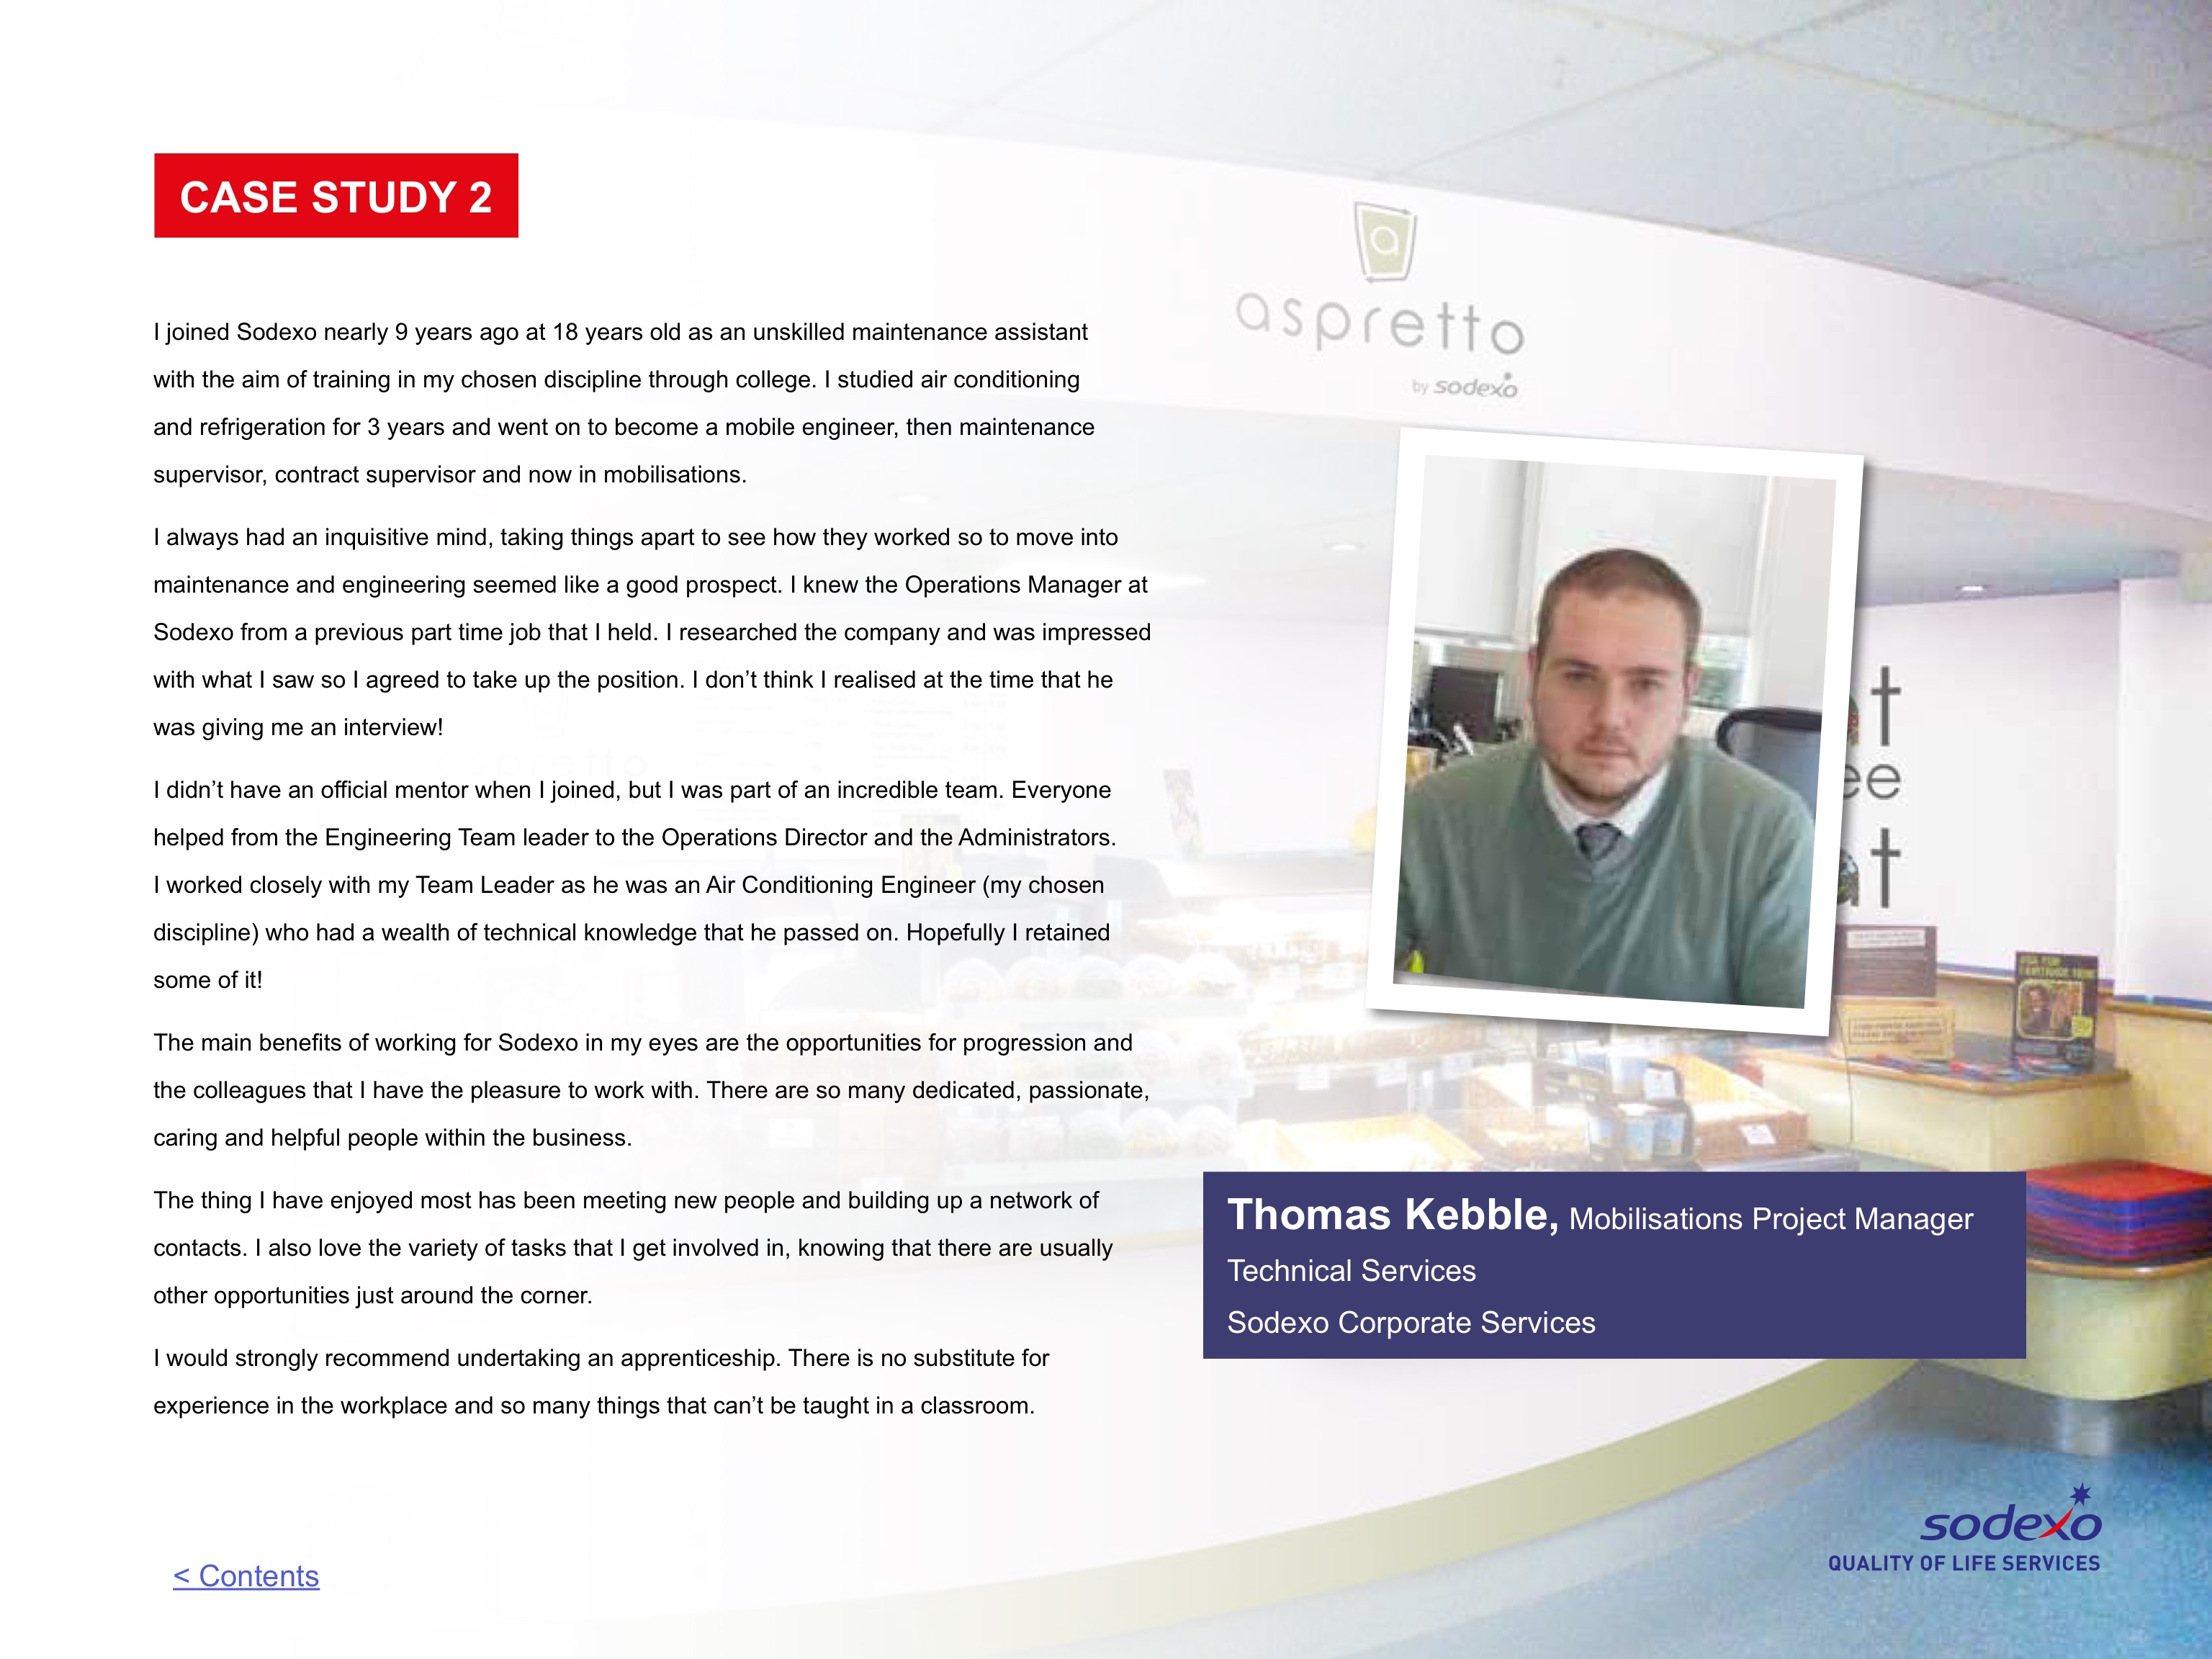 CASE STUDY 2
I joined Sodexo nearly 9 years ago at 18 years old as an unskilled maintenance assistant
with the aim of training in my chosen discipline through college. I studied air conditioning
and refrigeration for 3 years and went on to become a mobile engineer, then maintenance
supervisor, contract supervisor and now in mobilisations.
I always had an inquisitive mind, taking things apart to see how they worked so to move into
maintenance and engineering seemed like a good prospect. I knew the Operations Manager at
Sodexo from a previous part time job that I held. I researched the company and was impressed
with what I saw so I agreed to take up the position. I don’t think I realised at the time that he
was giving me an interview!
I didn’t have an official mentor when I joined, but I was part of an incredible team. Everyone
helped from the Engineering Team leader to the Operations Director and the Administrators.
I worked closely with my Team Leader as he was an Air Conditioning Engineer (my chosen
discipline) who had a wealth of technical knowledge that he passed on. Hopefully I retained
some of it!
The main benefits of working for Sodexo in my eyes are the opportunities for progression and
the colleagues that I have the pleasure to work with. There are so many dedicated, passionate,
caring and helpful people within the business.
The thing I have enjoyed most has been meeting new people and building up a network of
contacts. I also love the variety of tasks that I get involved in, knowing that there are usually
other opportunities just around the corner.
I would strongly recommend undertaking an apprenticeship. There is no substitute for
experience in the workplace and so many things that can’t be taught in a classroom.
a
aspretto
by sodexo
Thomas Kebble, Mobilisations Project Manager
Technical Services
Sodexo Corporate Services
< Contents
sodexo
QUALITY OF LIFE SERVICES